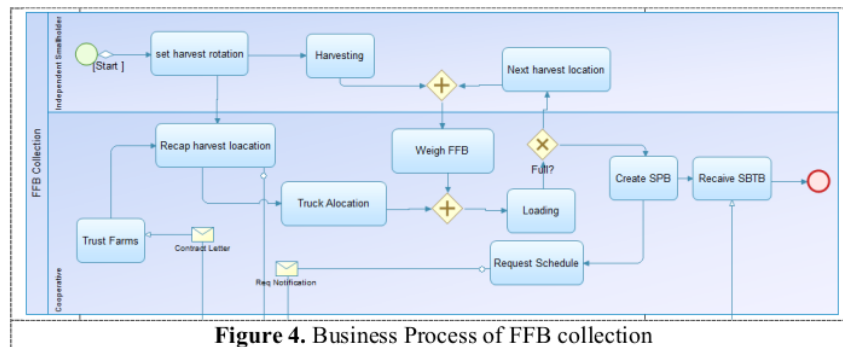 FFB Collection
Independent Smallholder
[Start ]
set harvest rotation
Harvesting
Next harvest location
Cooperative
Recap harvest loacation
Weigh FFB
Full?
Create SPB
Recaive SBTB
Truck Alocation
Loading
Trust Farms
Contract Letter
Req Notification
Request Schedule
Figure 4. Business Process of FFB collection